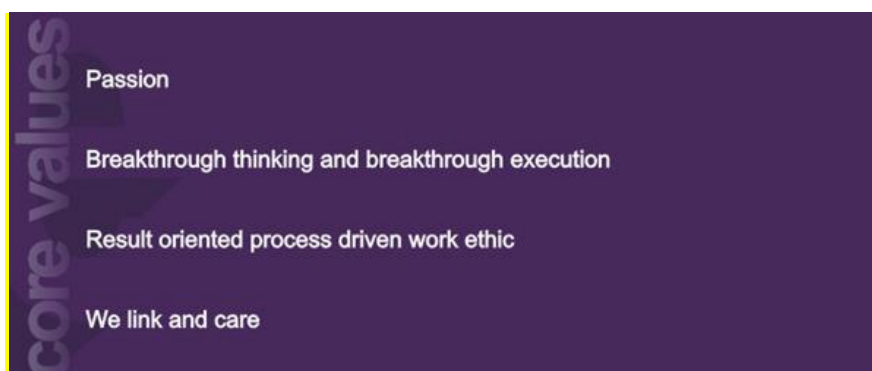 core values
Passion
Breakthrough thinking and breakthrough execution
Result oriented process driven work ethic
We link and care